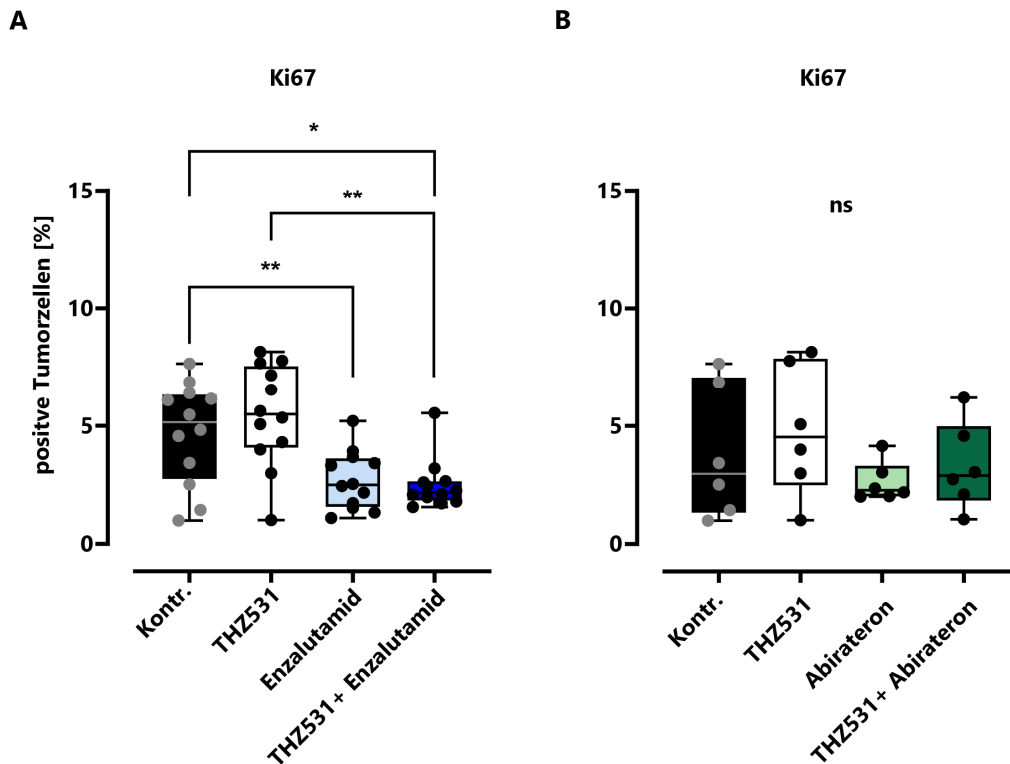 A
Ki67
*
**
**
positve Tumorzellen [%]
15
10
5
0
Kontr.
THZ531
Enzalutamid
THZ531+ Enzalutamid
B
Ki67
ns
15
10
5
0
Kontr.
THZ531
Abirateron
THZ531+ Abirateron